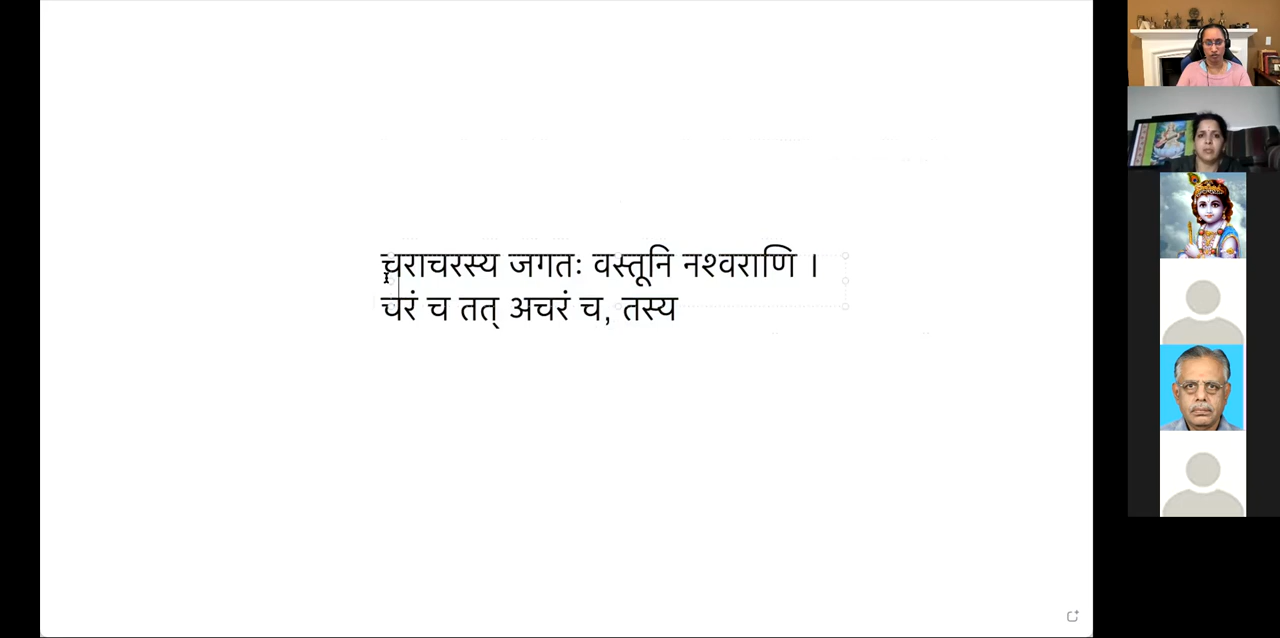 चराचरस्य जगतः वस्तूनि नश्वराणि ।
चरं च तत् अचरं च, तस्य